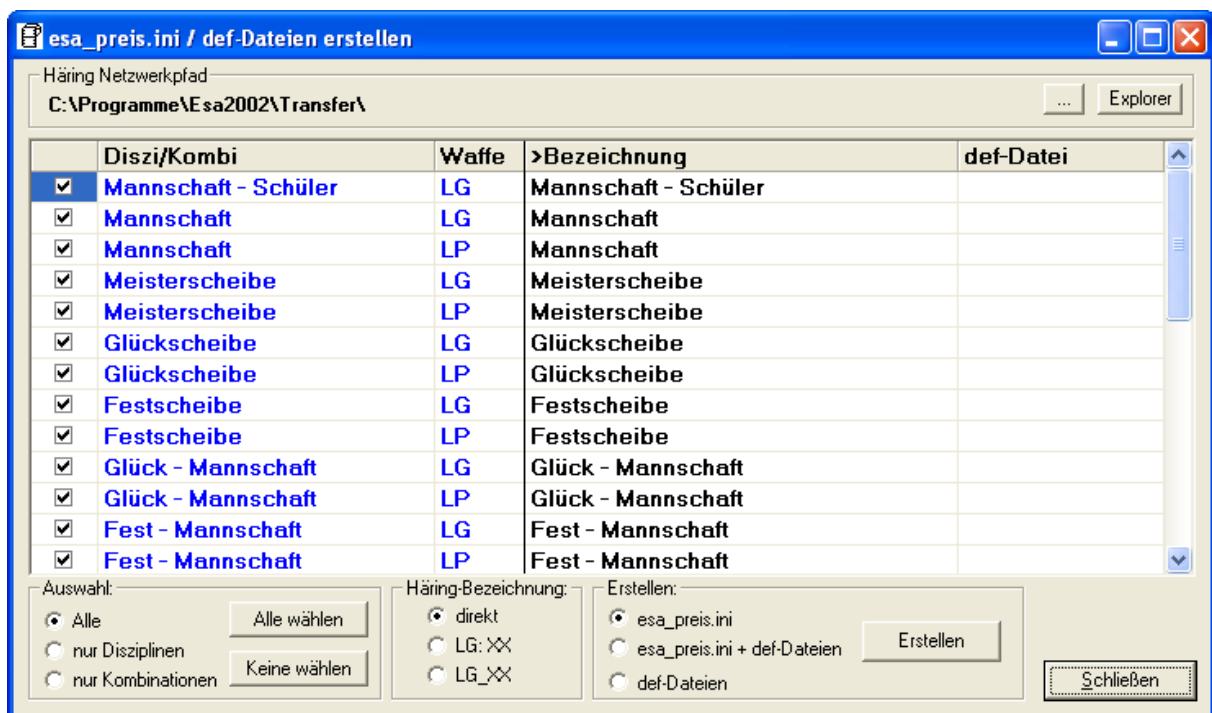 esa_preis.ini / def-Dateien erstellen
Häring Netzwerkpfad
C:\Programme\Esa2002\Transfer\ ... Explorer
Diszi/Kombi Waffe >Bezeichnung def-Datei
Mannschaft - Schüler LG Mannschaft - Schüler
Mannschaft LG Mannschaft
Mannschaft LP Mannschaft
Meisterscheibe LG Meisterscheibe
Meisterscheibe LP Meisterscheibe
Glückscheibe LG Glückscheibe
Glückscheibe LP Glückscheibe
Festscheibe LG Festscheibe
Festscheibe LP Festscheibe
Glück - Mannschaft LG Glück - Mannschaft
Glück - Mannschaft LP Glück - Mannschaft
Fest - Mannschaft LG Fest - Mannschaft
Fest - Mannschaft LP Fest - Mannschaft
Auswahl:
Alle
nur Disziplinen
nur Kombinationen
Alle wählen
Keine wählen
Häring-Bezeichnung:
direkt
LG: XX
LG_XX
Erstellen:
esa_preis.ini
esa_preis.ini + def-Dateien
def-Dateien
Erstellen
Schließen